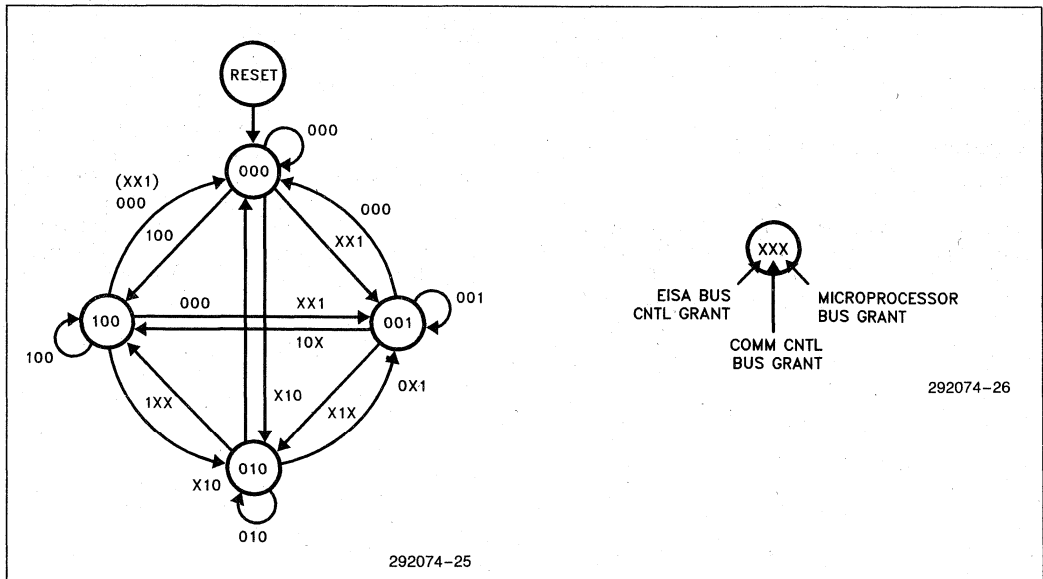 RESET
000
000
(XX1)
000
000
100
XX1
000
XX1
100
001
001
10X
100
X10
0X1
1XX
X1X
010
X10
010
292074-25
XXX
EISA BUS
CNTL GRANT
MICROPROCESSOR
BUS GRANT
COMM CNTL
BUS GRANT
292074-26